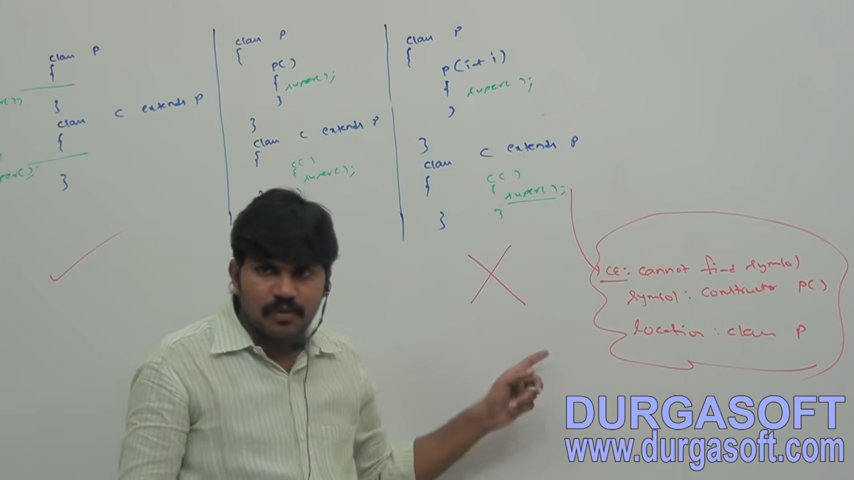 class P
{
}
class C extends P
{
}
class P
{
P()
{
super();
}
}
class C extends P
{
C()
{
super();
class P
{
P(int i)
{
super();
}
}
class C extends P
{
C()
{
super();
}
}
CE: cannot find symbol
symbol: constructor P()
location: class P
DURGASOFT
www.durgasoft.com